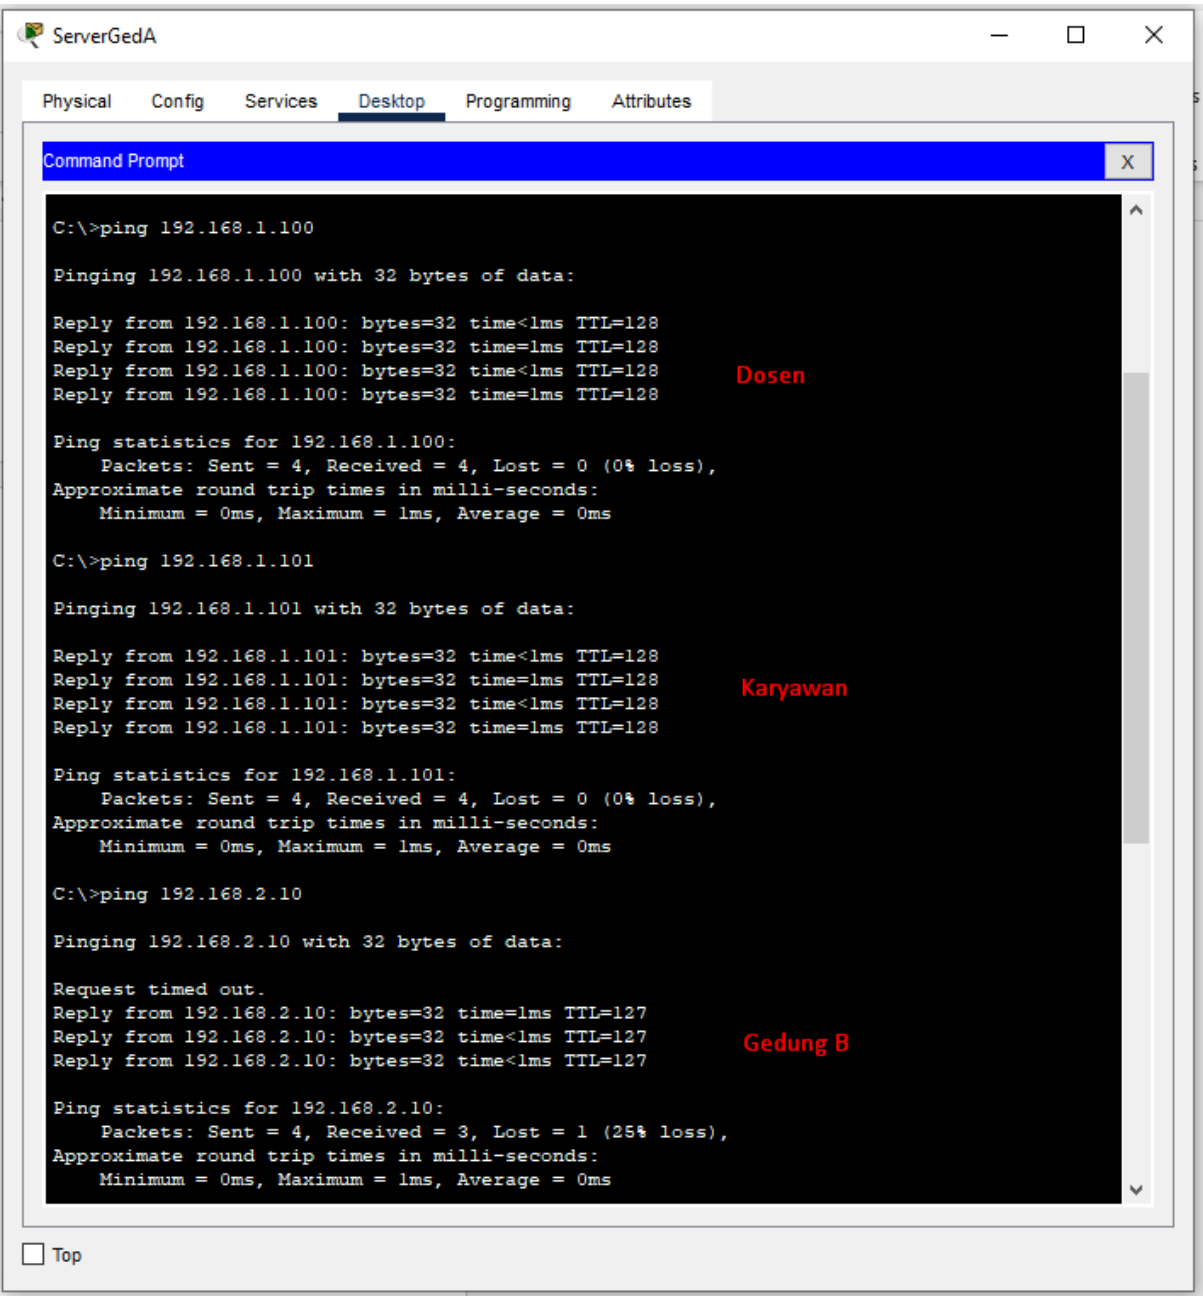 ServerGedA
Physical Config Services Desktop Programming Attributes
Command Prompt X
C:\>ping 192.168.1.100
Pinging 192.168.1.100 with 32 bytes of data:
Reply from 192.168.1.100: bytes=32 time<1ms TTL=128
Reply from 192.168.1.100: bytes=32 time=1ms TTL=128
Reply from 192.168.1.100: bytes=32 time<1ms TTL=128
Dosen
Reply from 192.168.1.100: bytes=32 time=1ms TTL=128
Ping statistics for 192.168.1.100:
Packets: Sent = 4, Received = 4, Lost = 0 (0% loss),
Approximate round trip times in milli-seconds:
Minimum = 0ms, Maximum = 1ms, Average = 0ms
C:\>ping 192.168.1.101
Pinging 192.168.1.101 with 32 bytes of data:
Reply from 192.168.1.101: bytes=32 time<1ms TTL=128
Reply from 192.168.1.101: bytes=32 time=1ms TTL=128
Karyawan
Reply from 192.168.1.101: bytes=32 time<1ms TTL=128
Reply from 192.168.1.101: bytes=32 time=1ms TTL=128
Ping statistics for 192.168.1.101:
Packets: Sent = 4, Received = 4, Lost = 0 (0% loss),
Approximate round trip times in milli-seconds:
Minimum = 0ms, Maximum = 1ms, Average = 0ms
C:\>ping 192.168.2.10
Pinging 192.168.2.10 with 32 bytes of data:
Request timed out.
Reply from 192.168.2.10: bytes=32 time=1ms TTL=127
Reply from 192.168.2.10: bytes=32 time<1ms TTL=127
Gedung B
Reply from 192.168.2.10: bytes=32 time<1ms TTL=127
Ping statistics for 192.168.2.10:
Packets: Sent = 4, Received = 3, Lost = 1 (25% loss),
Approximate round trip times in milli-seconds:
Minimum = 0ms, Maximum = 1ms, Average = 0ms
Top